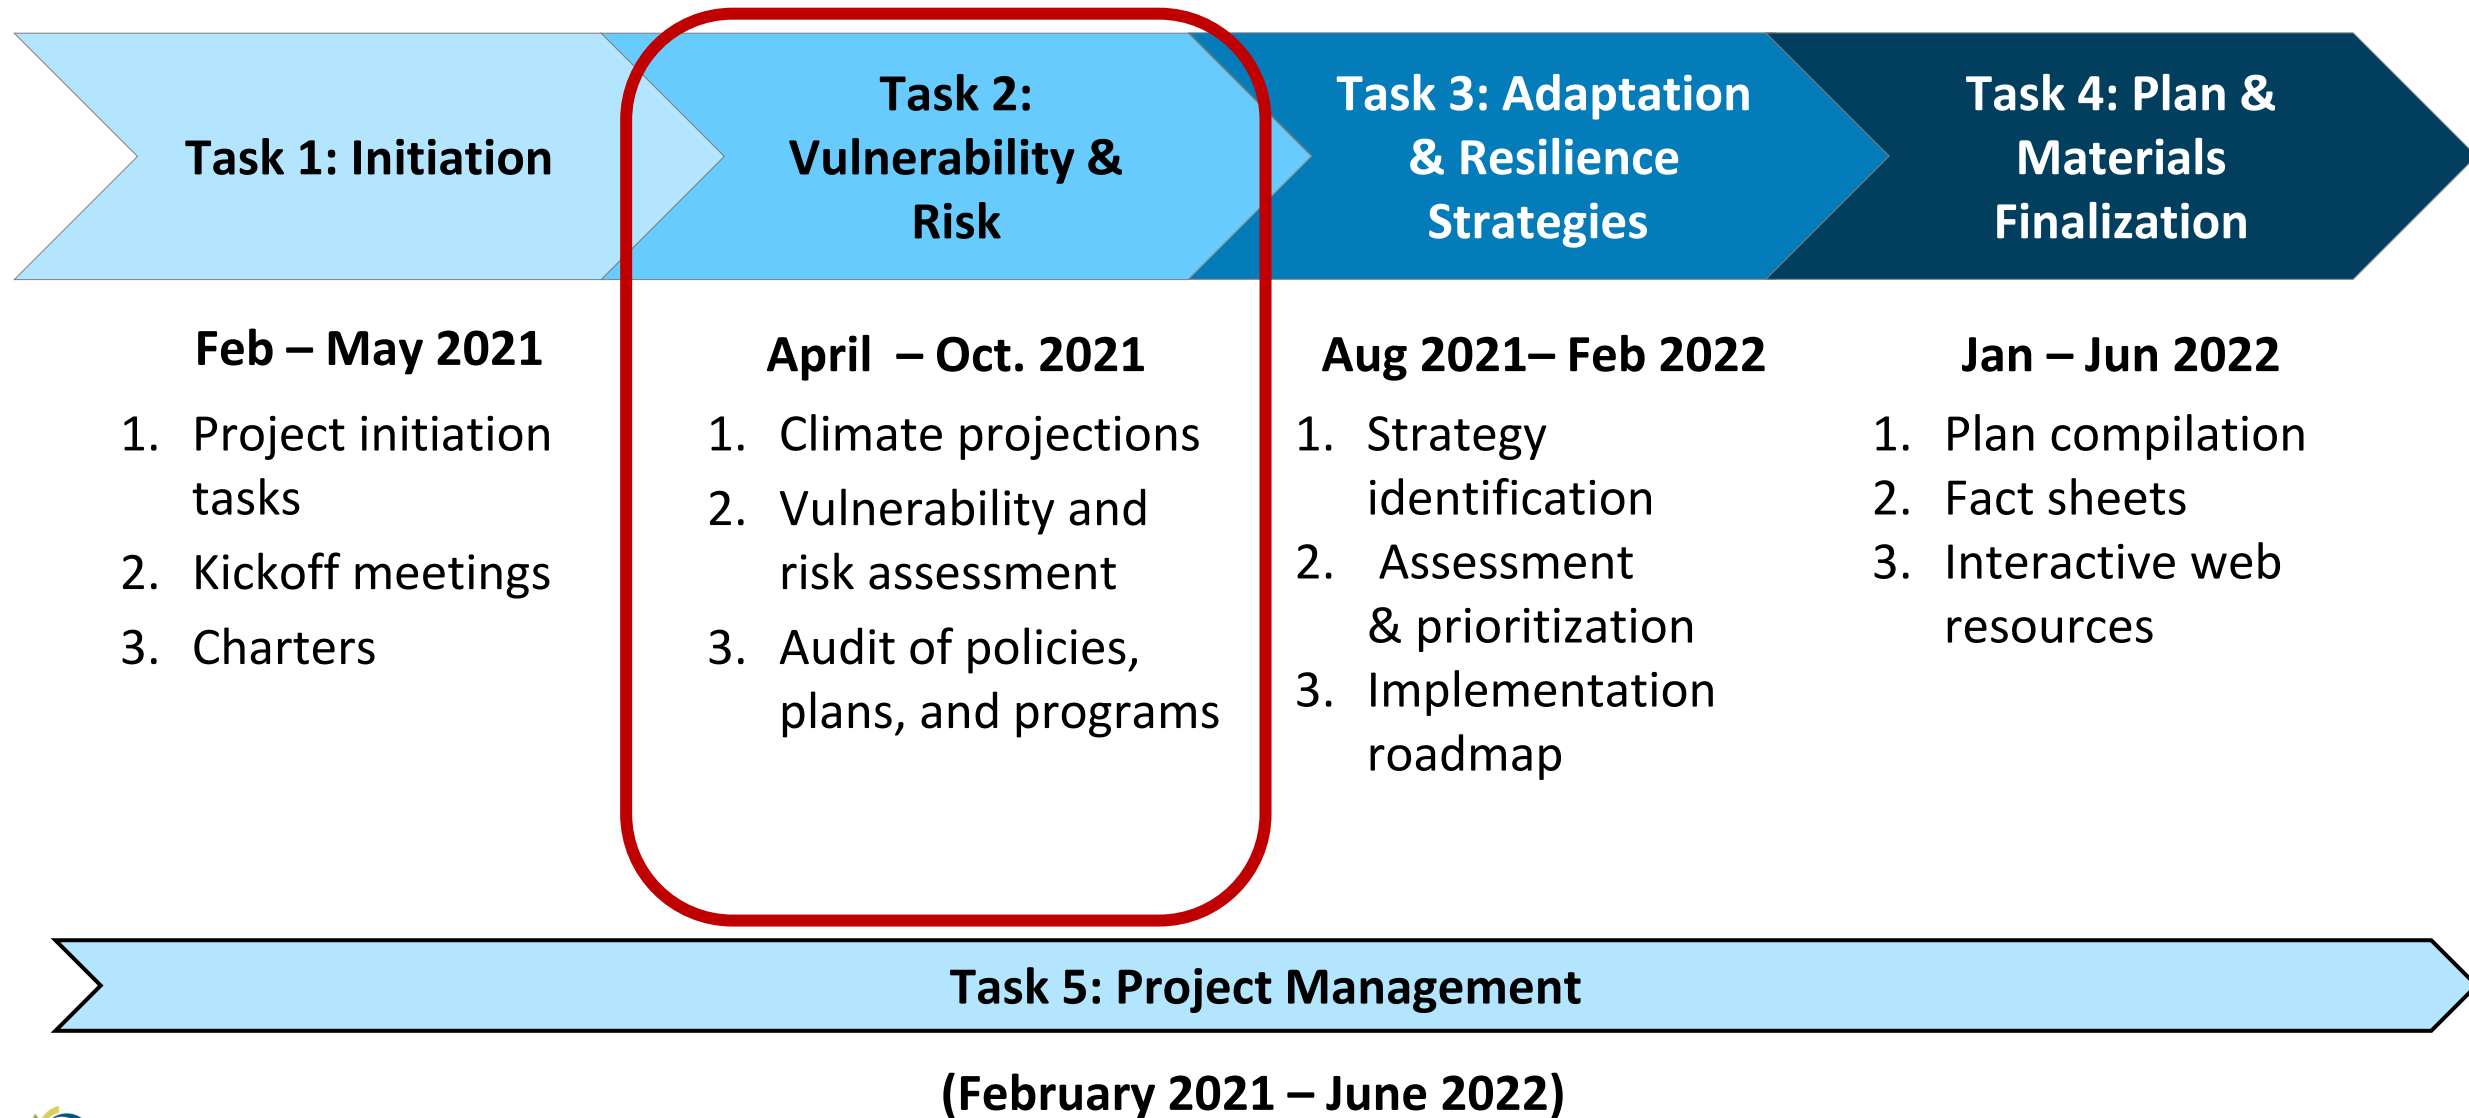 Task 1: Initiation
Task 2:
Vulnerability &
Risk
Task 3: Adaptation
& Resilience
Strategies
Task 4: Plan &
Materials
Finalization
Feb – May 2021
1. Project initiation
tasks
2. Kickoff meetings
3. Charters
April – Oct. 2021
1. Climate projections
2. Vulnerability and
risk assessment
3. Audit of policies,
plans, and programs
Aug 2021– Feb 2022
1. Strategy
identification
2. Assessment
& prioritization
3. Implementation
roadmap
Jan – Jun 2022
1. Plan compilation
2. Fact sheets
3. Interactive web
resources
Task 5: Project Management
(February 2021 – June 2022)